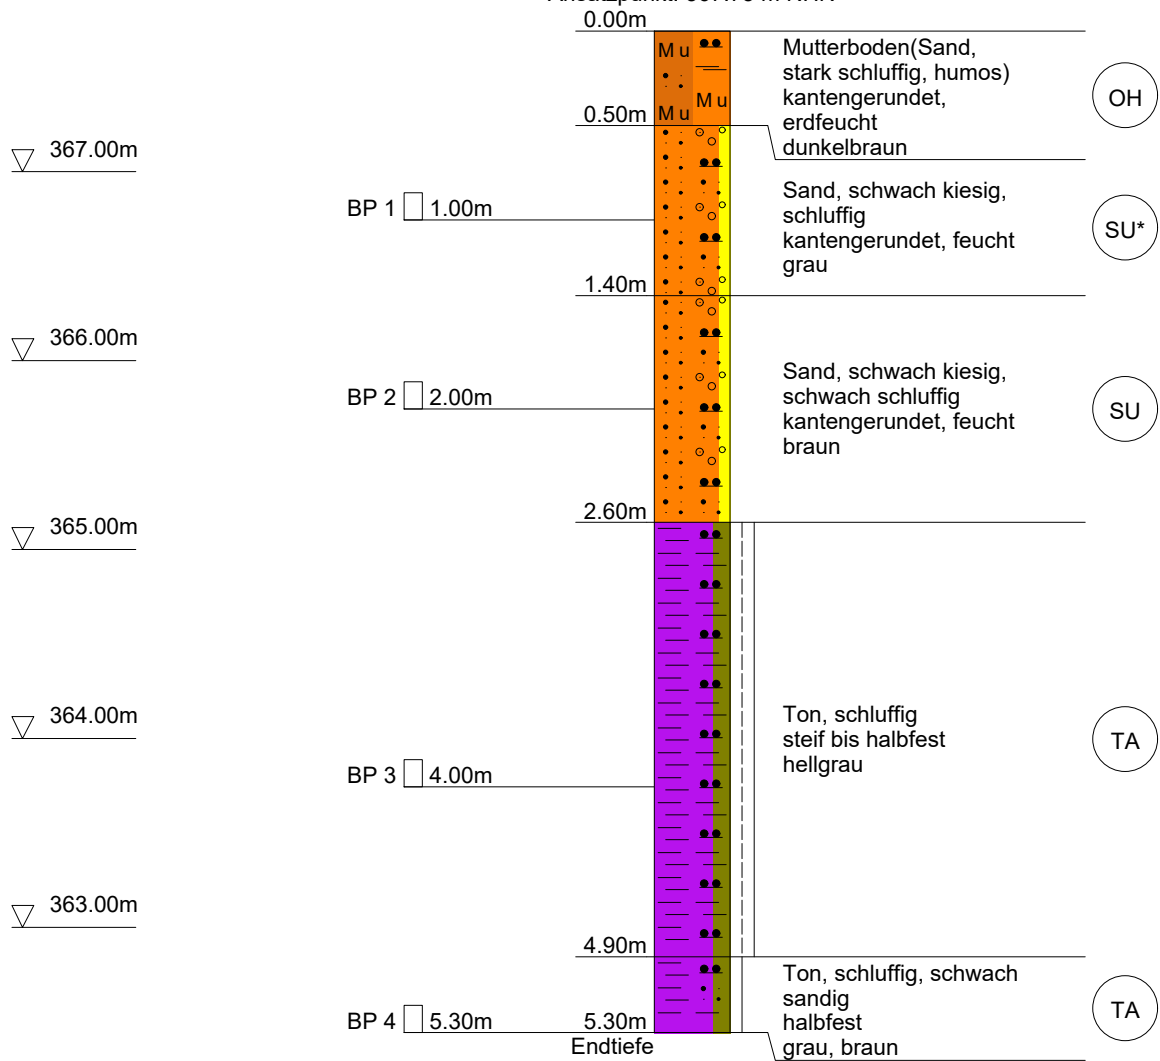 0.00m
M u
M u
M u
Mutterboden(Sand,
stark schluffig, humos)
kantengerundet,
erdfeucht
dunkelbraun
OH
0.50m
367.00m
BP 1 1.00m
Sand, schwach kiesig,
schluffig
kantengerundet, feucht
grau
SU*
1.40m
366.00m
BP 2 2.00m
Sand, schwach kiesig,
schwach schluffig
kantengerundet, feucht
braun
SU
2.60m
365.00m
364.00m
BP 3 4.00m
Ton, schluffig
steif bis halbfest
hellgrau
TA
363.00m
4.90m
Ton, schluffig, schwach
sandig
halbfest
grau, braun
TA
BP 4 5.30m
5.30m
Endtiefe